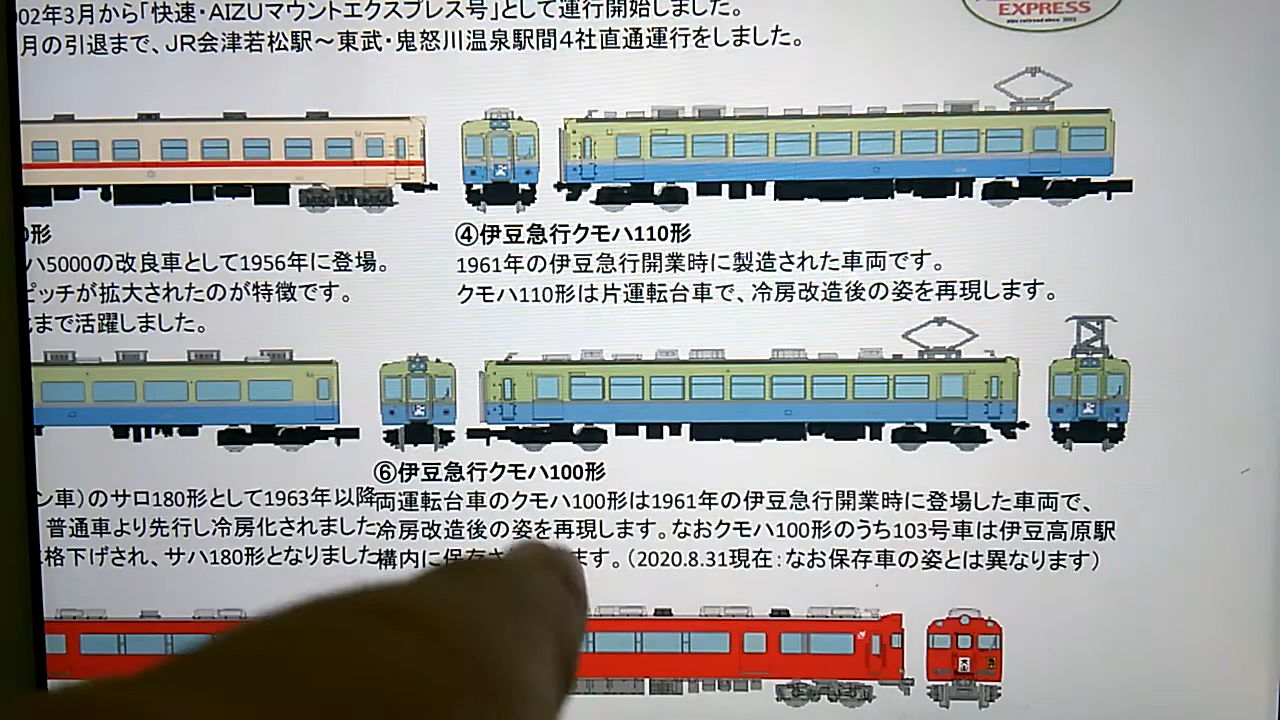 02年3月から「快速・AIZUマウントエクスプレス号」として運行開始しました。
月の引退まで、JR会津若松駅～東武・鬼怒川温泉駅間4社直通運行をしました。
EXPRESS
形
ハ5000の改良車として1956年に登場。
ピッチが拡大されたのが特徴です。
まで活躍しました。
④伊豆急行クモハ110形
1961年の伊豆急行開業時に製造された車両です。
クモハ110形は片運転台車で、冷房改造後の姿を再現します。
ン車）のサロ180形として1963年以降
普通車より先行し冷房化されました
格下げされ、サハ180形となりました
⑥伊豆急行クモハ100形
両運転台車のクモハ100形は1961年の伊豆急行開業時に登場した車両で、
冷房改造後の姿を再現します。なおクモハ100形のうち103号車は伊豆高原駅
構内に保存さ ます。（2020.8.31現在：なお保存車の姿とは異なります）